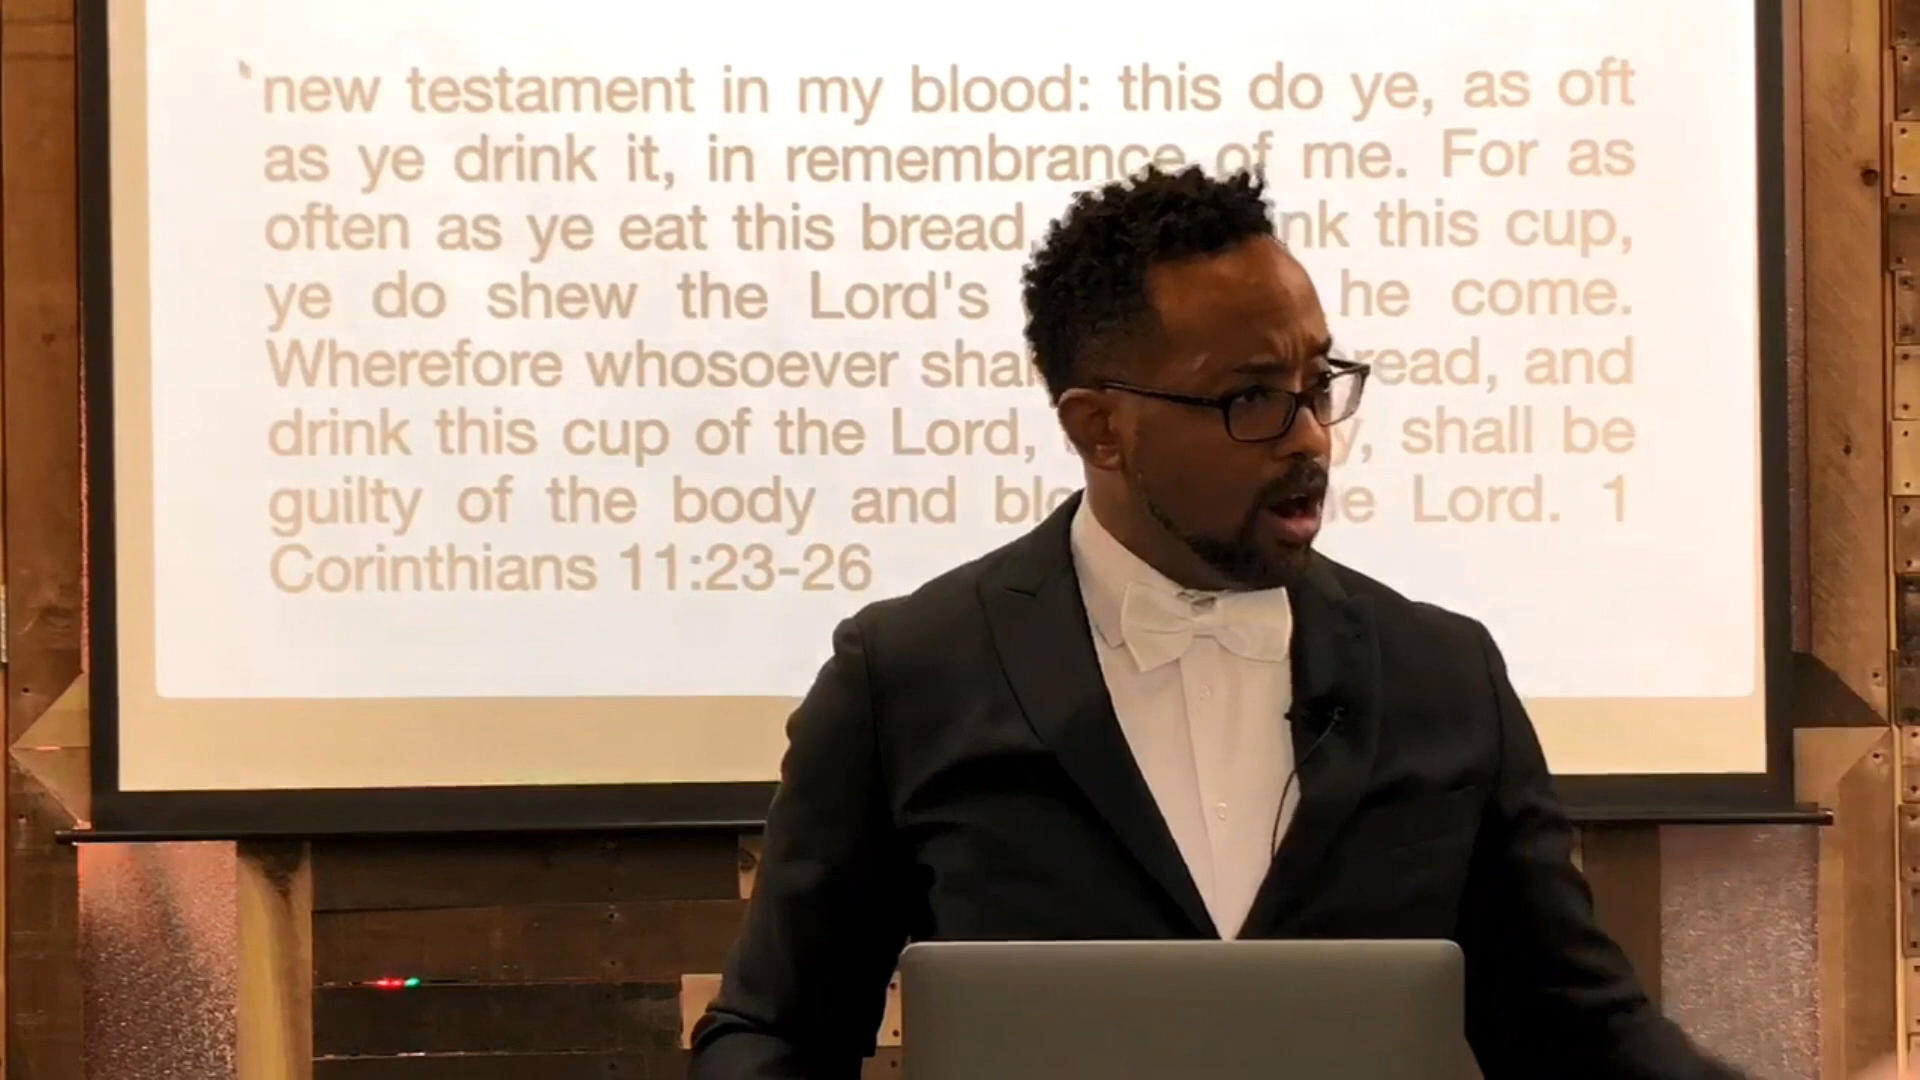 new testament in my blood: this do ye, as oft
as ye drink it, in remembrance of me. For as
often as ye eat this bread, this cup,
ye do shew the Lord's he come.
Wherefore whosoever and
drink this cup of the Lord, shall be
guilty of the body and Lord. 1
Corinthians 11:23-26